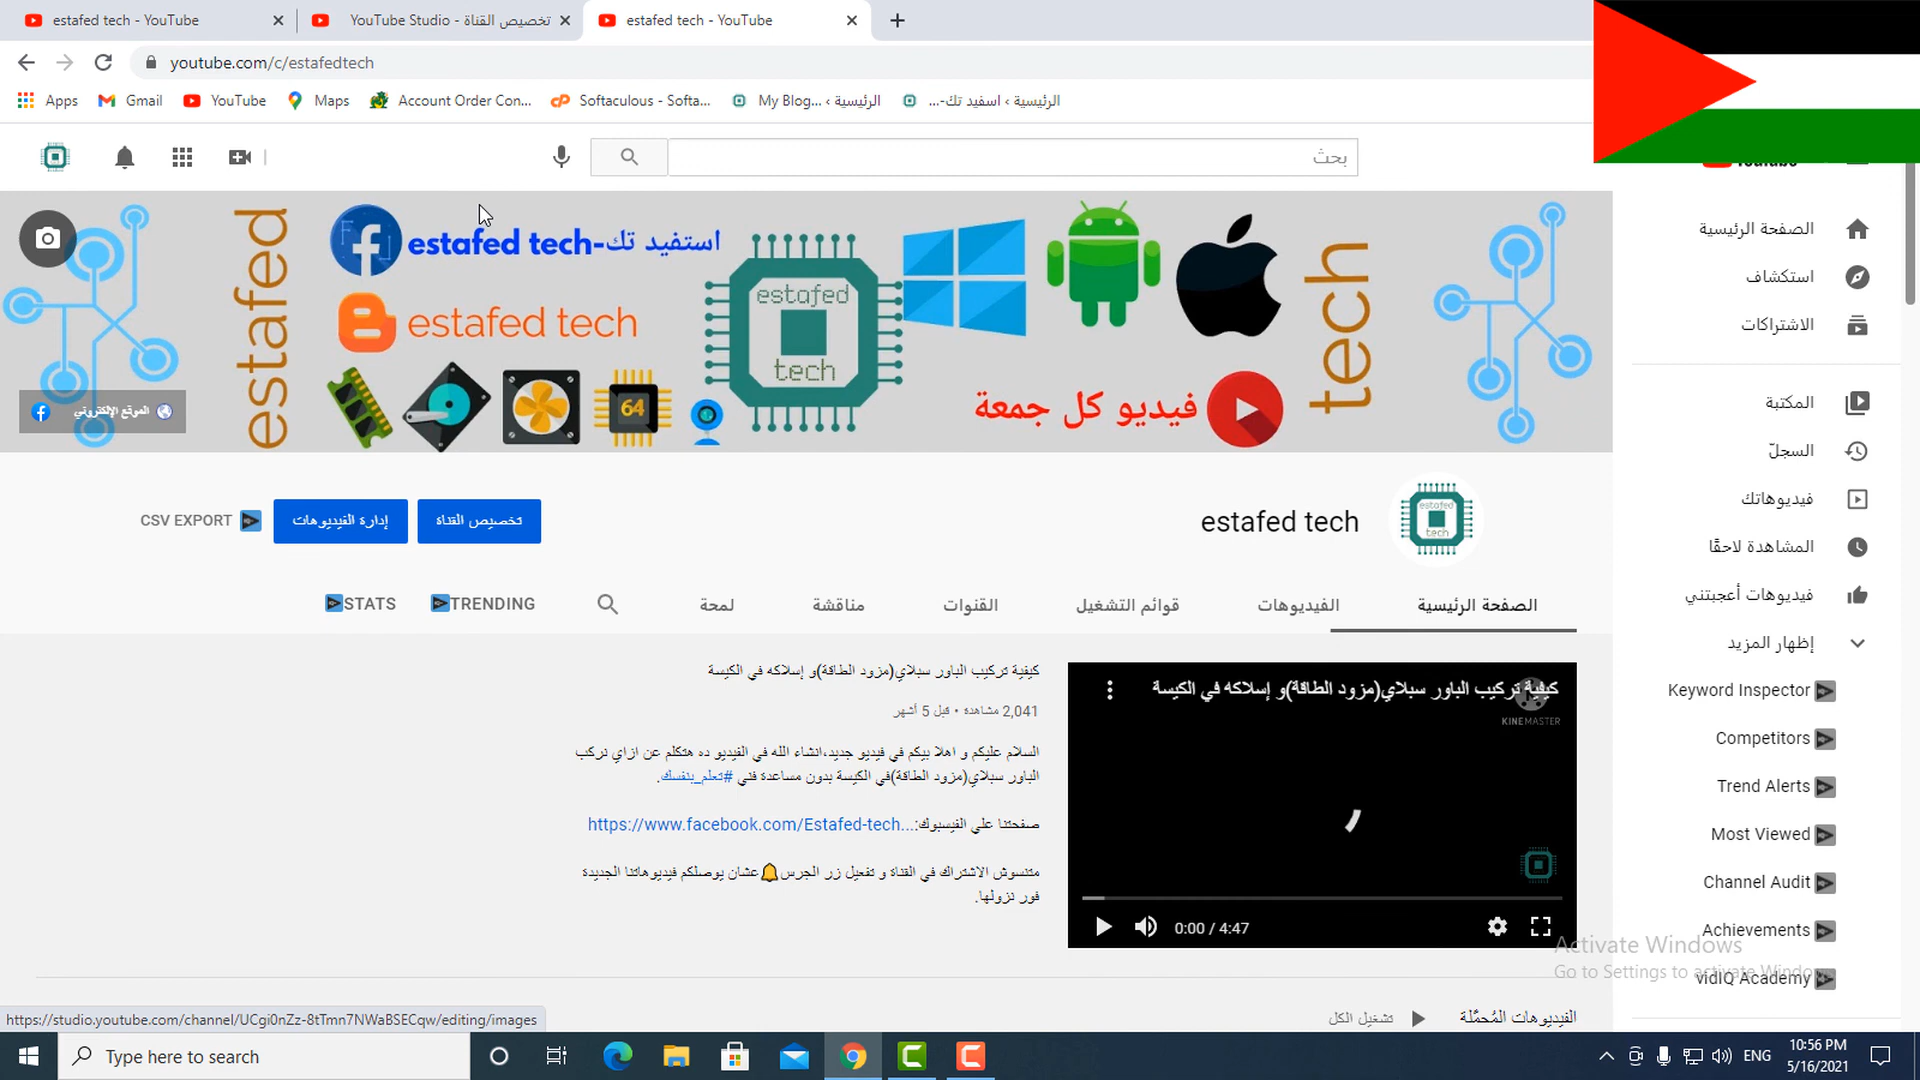 estafed tech - YouTube
YouTube Studio - تخصيص القناة
estafed tech - YouTube
youtube.com/c/estafedtech
Apps
Gmail
YouTube
Maps
Account Order Con...
Softaculous - Softa...
My Blog... ‹ الرئيسية
الرئيسية › اسفيد تك-...
بحث
estafed
estafed tech-استفيد تك
estafed tech
estafed
tech
64
فيديو كل جمعة
tech
الموقع الإلكتروني
CSV EXPORT
إدارة الفيديوهات
تخصيص القناة
estafed tech
estafed
tech
الصفحة الرئيسية
الفيديوهات
قوائم التشغيل
القنوات
مناقشة
لمحة
TRENDING
STATS
كيفية تركيب الباور سبلاي(مزود الطاقة)و إسلاكه في الكيسة
KINEMASTER
0:00 / 4:47
كيفية تركيب الباور سبلاي(مزود الطاقة)و إسلاكه في الكيسة
2,041 مشاهدة • قبل 5 أشهر
السلام عليكم و اهلا بيكم في فيديو جديد،انشاء الله في الفيديو ده هتكلم عن ازاي نركب
الباور سبلاي(مزود الطاقة)في الكيسة بدون مساعدة فني #تعلم_بنفسك.
صفحتنا علي الفيسبوك:https://www.facebook.com/Estafed-tech...
متنسوش الاشتراك في القناة و تفعيل زر الجرس🔔عشان يوصلكم فيديوهاتنا الجديدة
فور نزولها.
الفيديوهات المُحمَّلة
تشغيل الكل
الصفحة الرئيسية
استكشاف
الاشتراكات
المكتبة
السجلّ
فيديوهاتك
المشاهدة لاحقًا
فيديوهات أعجبتني
إظهار المزيد
Keyword Inspector
Competitors
Trend Alerts
Most Viewed
Channel Audit
Achievements
vidIQ Academy
Activate Windows
Go to Settings to activate Windows
https://studio.youtube.com/channel/UCgi0nZz-8tTmn7NWaBSECqw/editing/images
Type here to search
ENG
10:56 PM
5/16/2021